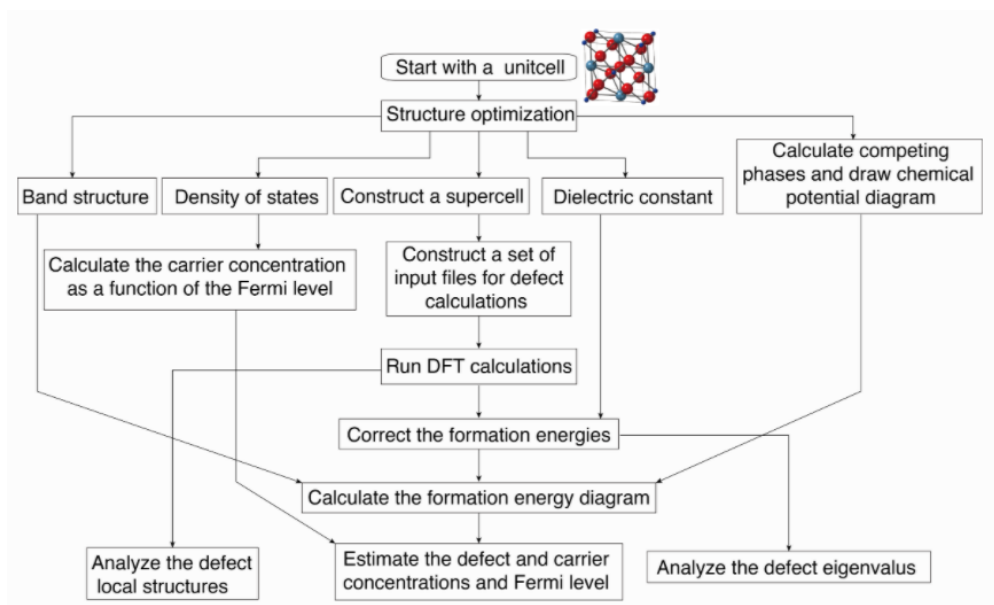 Start with a unitcell
Structure optimization
Band structure
Density of states
Construct a supercell
Dielectric constant
Calculate competing
phases and draw chemical
potential diagram
Calculate the carrier concentration
as a function of the Fermi level
Construct a set of
input files for defect
calculations
Run DFT calculations
Correct the formation energies
Calculate the formation energy diagram
Analyze the defect
local structures
Estimate the defect and carrier
concentrations and Fermi level
Analyze the defect eigenvalus